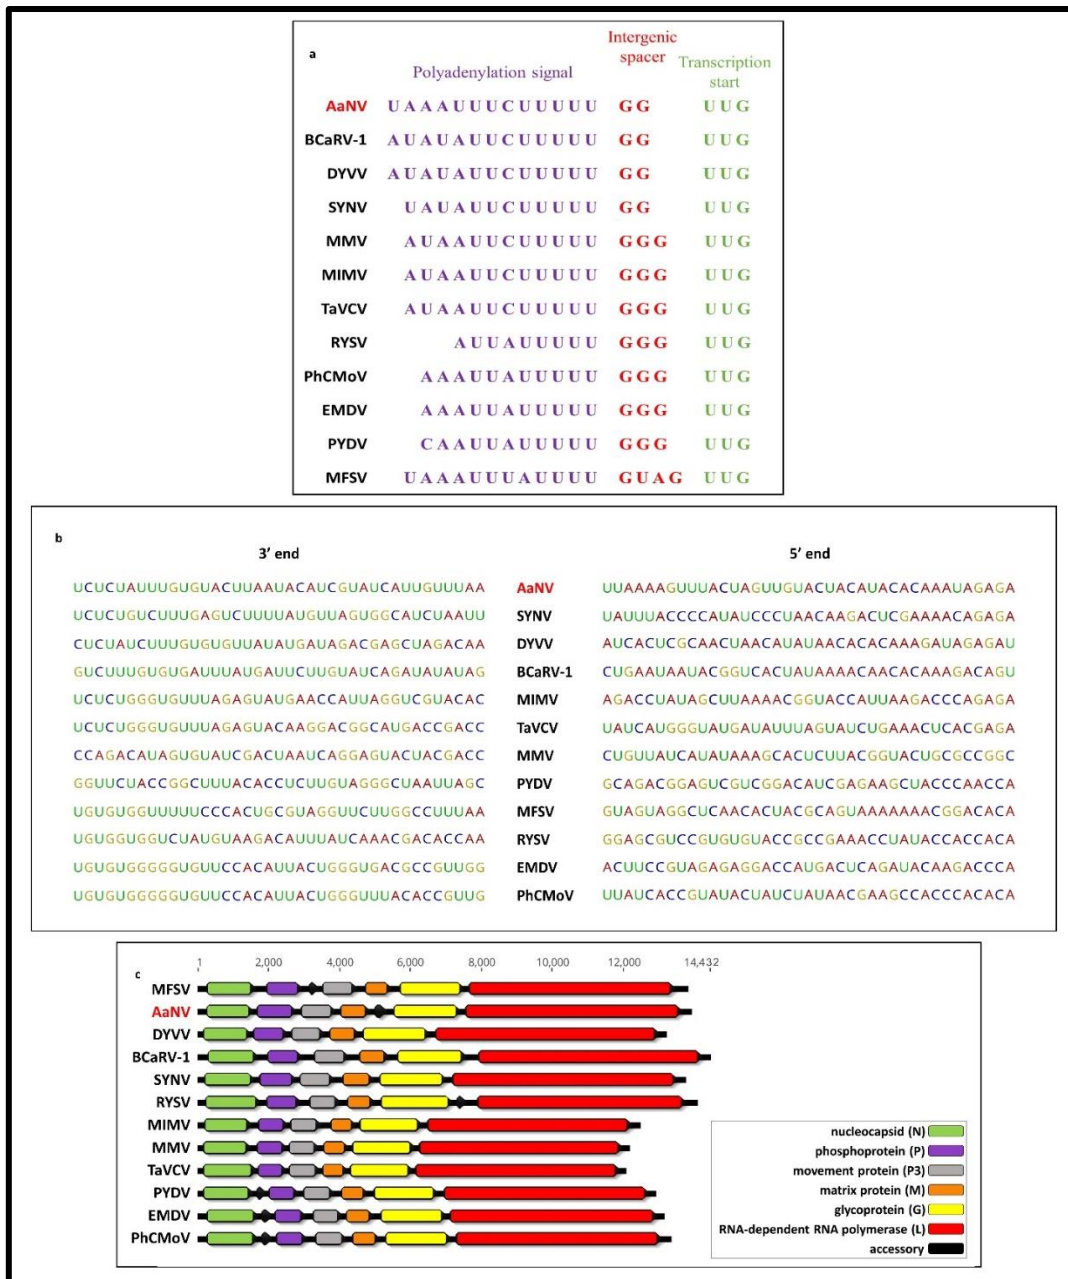 a
Polyadenylation signal Intergenic spacer Transcription start
AaNV UAAAUUUCUUUUU GG UUG
BCaRV-1 AUAUAUUCUUUUU GG UUG
DYVV AUAUAUUCUUUUU GG UUG
SYNV UAUAUUCUUUUU GG UUG
MMV AUAAUUCUUUUU GGG UUG
MIMV AUAAUUCUUUUU GGG UUG
TaVCV AUAAUUCUUUUU GGG UUG
RYSV AUUAUUUUU GGG UUG
PhCMoV AAAUUAUUUUU GGG UUG
EMDV AAAUUAUUUUU GGG UUG
PYDV CAAUUAUUUUU GGG UUG
MFSV UAAAUUUAUUUU GUAG UUG
b
3’ end 5’ end
UCUCUAUUUGUGUACUUAAUACAUCGUAUCAUUGUUUAA AaNV UUAAAAGUUUACUAGUUGUACUACAUACACAAAUAGAGA
UCUCUGUCUUUGAGUCUUUUAUGUUAGUGGCAUCUAAUU SYNV UAUUUACCCCAUAUCCCUAACAAGACUCGAAAACAGAGA
CUCUAUCUUUGUGUGUUAUAUGAUAGACGAGCUAGACAA DYVV AUCACUCGCAACUAACAUAUAACACACAAAGAUAGAGAU
GUCUUUGUGUGAUUUAUGAUUCUUGUAUCAGAUAUAUAG BCaRV-1 CUGAAUAAUACGGUCACUAUAAAACAACACAAAGACAGU
UCUCUGGGUGUUUAGAGUAUGAACCAUUAGGUCGUACAC MIMV AGACCUAUAGCUUAAAACGGUACCAUUAAGACCCAGAGA
UCUCUGGGUGUUUAGAGUACAAGGACGGCAUGACCGACC TaVCV UAUCAUGGGUAUGAUAUUUAGUAUCUGAAACUCACGAGA
CCAGACAUAGUGUAUCGACUAAUCAGGAGUACUACGACC MMV CUGUUAUCAUAUAAAGCACUCUUACGGUACUGCGCCGGC
GGUUCUACCGGCUUUACACCUCUUGUAGGGCUAAUUAGC PYDV GCAGACGGAGUCGUCGGACAUCGAGAAGCUACCCAACCA
UGUGUGGUUUUUCCCACUGCGUAGGUUCUUGGCCUUUAA MFSV GUAGUAGGCUCAACACUACGCAGUAAAAAAACGGACACA
UGUGGUGGUCUAUGUAAGACAUUUAUCAAACGACACCAA RYSV GGAGCGUCCGUGUGUACCGCCGAAACCUAUACCACCACA
UGUGUGGGGGUGUUCCACAUUACUGGGUGACGCCGUUGG EMDV ACUUCCGUAGAGAGGACCAUGACUCAGAUACAAGACCCA
UGUGUGGGGGUGUUCCACAUUACUGGGUUUACACCGUUG PhCMoV UUAUCACCGUAUACUAUCUAUAACGAAGCCACCCACACA
c
1 2,000 4,000 6,000 8,000 10,000 12,000 14,432
MFSV
AaNV
DYVV
BCaRV-1
SYNV
RYSV
MIMV
MMV
TaVCV
PYDV
EMDV
PhCMoV
nucleocapsid (N)
phosphoprotein (P)
movement protein (P3)
matrix protein (M)
glycoprotein (G)
RNA-dependent RNA polymerase (L)
accessory